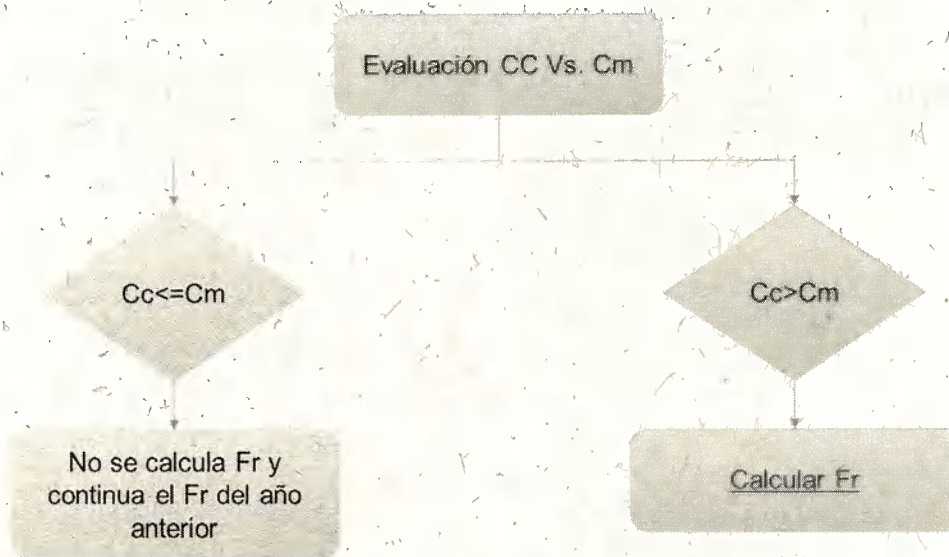 Evaluación CC Vs. Cm
Cc<=Cm
Cc>Cm
No se calcula Fr y
continua el Fr del año
anterior
Calcular Fr